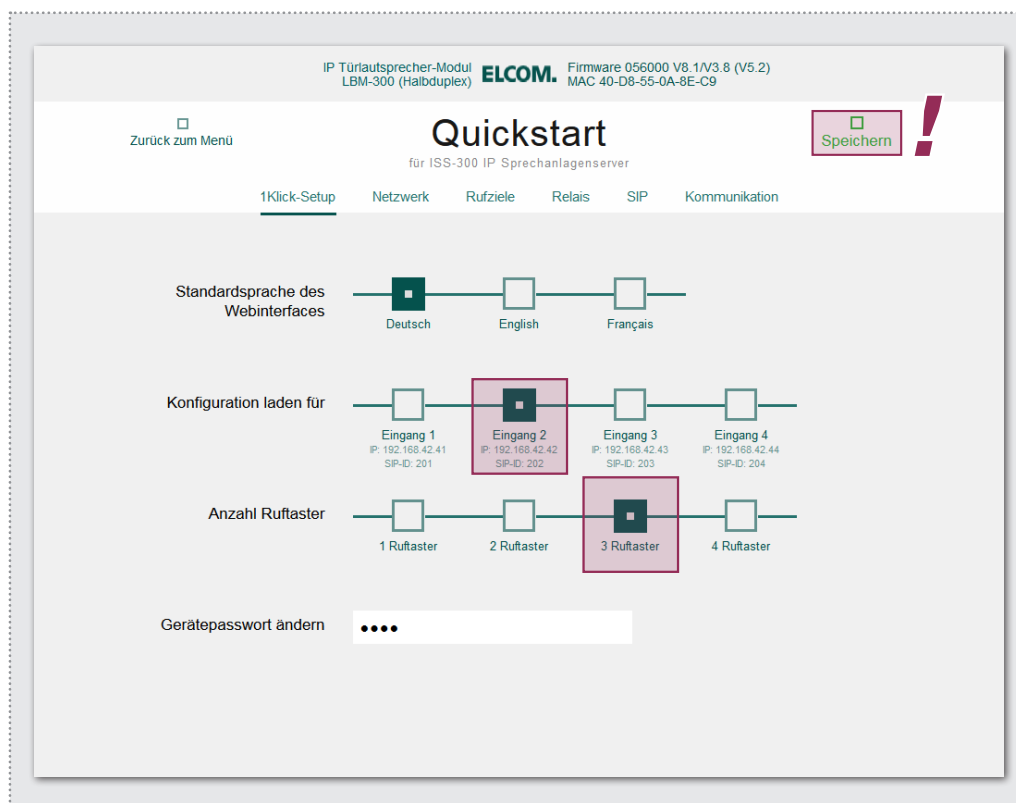 IP Türlautsprecher-Modul ELCOM. Firmware 056000 V8.1/V3.8 (V5.2)
LBM-300 (Halbduplex) MAC 40-D8-55-0A-8E-C9
Zurück zum Menü
Quickstart
für ISS-300 IP Sprechanlagenserver
Speichern
!
1Klick-Setup Netzwerk Rufziele Relais SIP Kommunikation
Standardsprache des
Webinterfaces
Deutsch English Français
Konfiguration laden für
Eingang 1 Eingang 2 Eingang 3 Eingang 4
IP: 192.168.42.41 IP: 192.168.42.42 IP: 192.168.42.43 IP: 192.168.42.44
SIP-ID: 201 SIP-ID: 202 SIP-ID: 203 SIP-ID: 204
Anzahl Ruftaster
1 Ruftaster 2 Ruftaster 3 Ruftaster 4 Ruftaster
Gerätepasswort ändern
••••